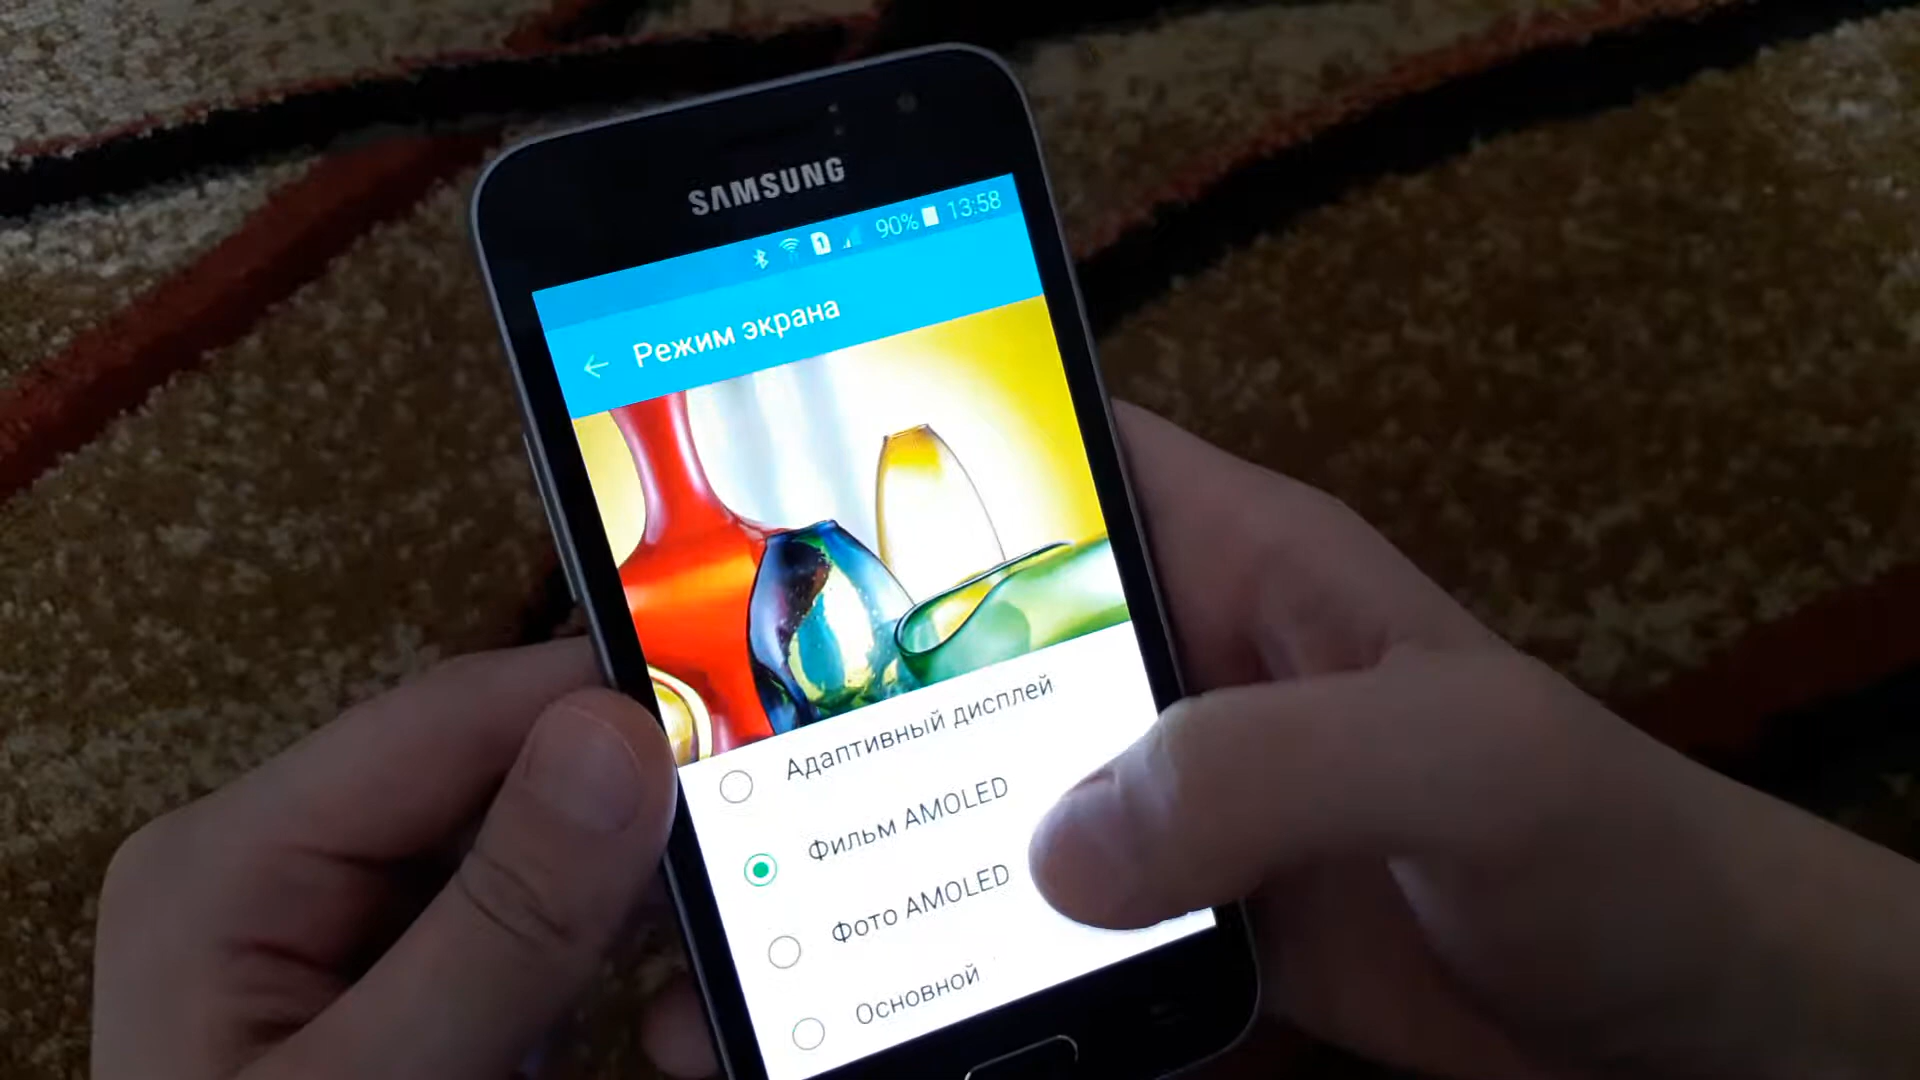 SAMSUNG
1 90% 13:58
Режим экрана
Адаптивный дисплей
Фильм AMOLED
Фото AMOLED
Основной